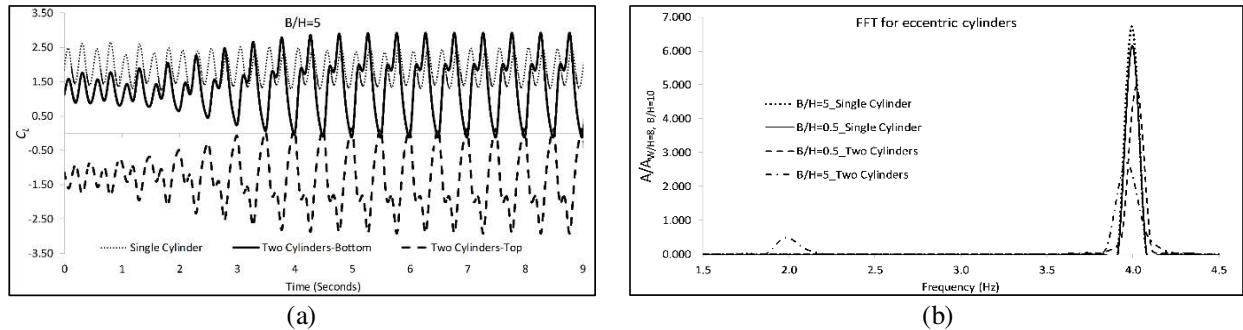 B/H=5
3.50
2.50
1.50
0.50
-0.50
-1.50
-2.50
-3.50
C_L
Single Cylinder
Two Cylinders-Bottom
Two Cylinders-Top
0 1 2 3 4 5 6 7 8 9
Time (Seconds)
(a)
FFT for eccentric cylinders
7.000
6.000
5.000
4.000
3.000
2.000
1.000
0.000
A/A_W/H=8, B/H=10
B/H=5_Single Cylinder
B/H=0.5_Single Cylinder
B/H=0.5_Two Cylinders
B/H=5_Two Cylinders
1.5 2.0 2.5 3.0 3.5 4.0 4.5
Frequency (Hz)
(b)